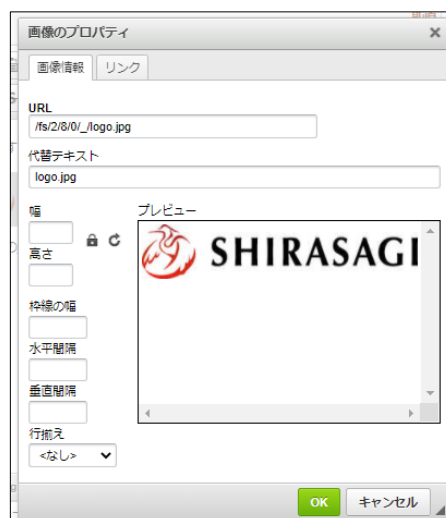 画像のプロパティ
画像情報 リンク
URL
/fs/2/8/0/_/logo.jpg
代替テキスト
logo.jpg
幅 プレビュー
高さ
SHIRASAGI
枠線の幅
水平間隔
垂直間隔
行揃え
<なし>
OK キャンセル